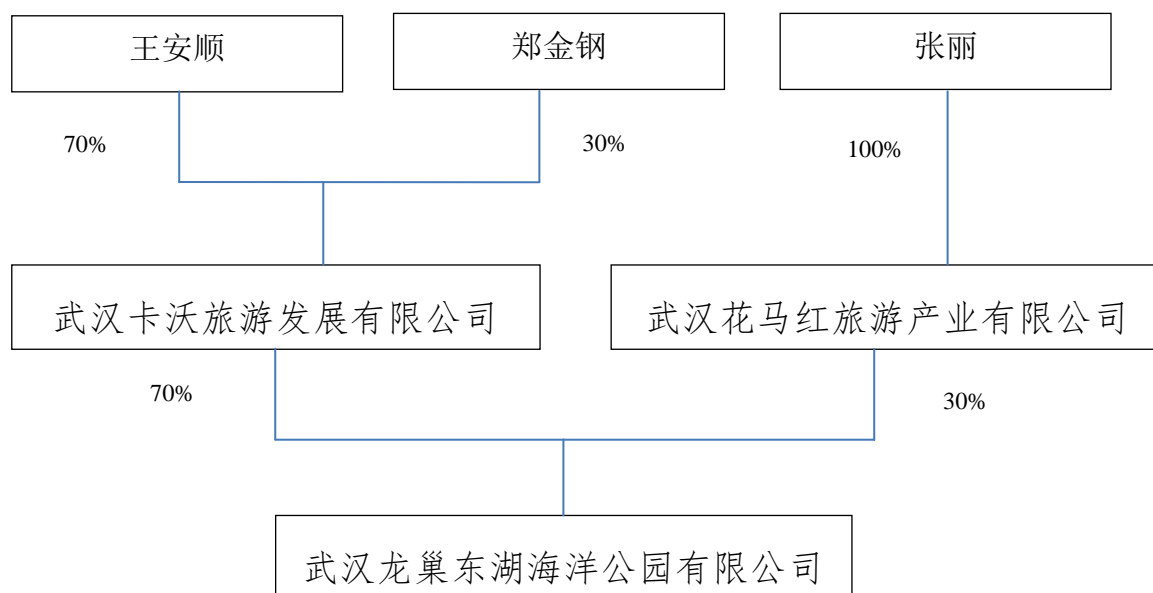 王安顺
郑金钢
张丽
70%
30%
100%
武汉卡沃旅游发展有限公司
武汉花马红旅游产业有限公司
70%
30%
武汉龙巢东湖海洋公园有限公司